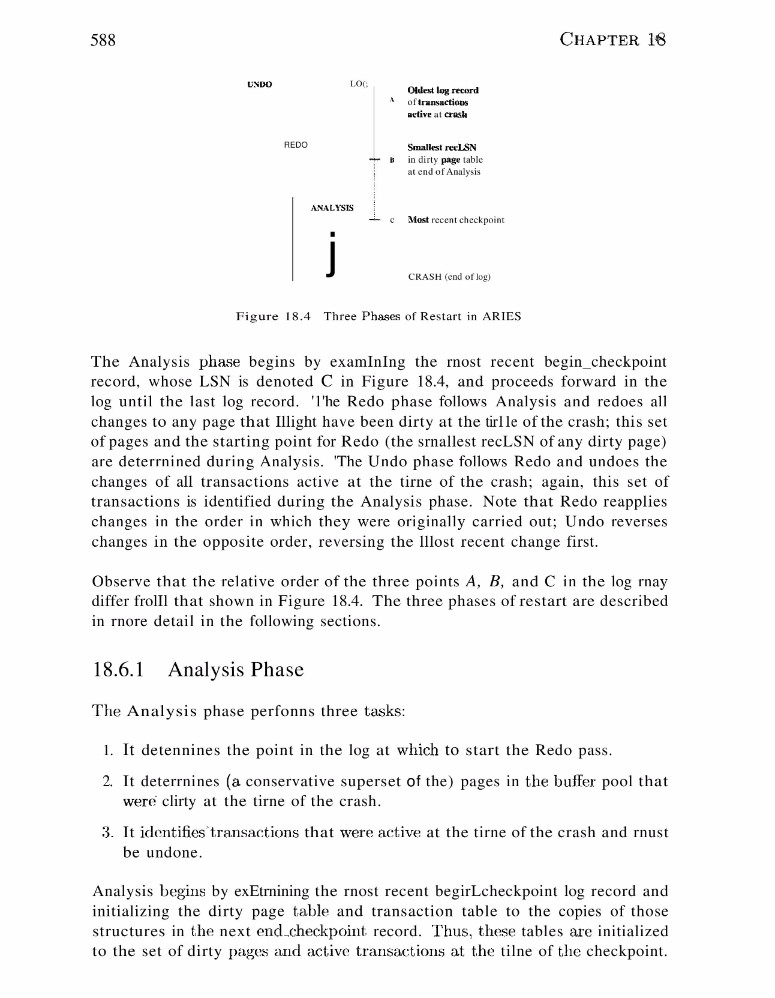 588
CHAPTER 18
UNDO
LOG
A
Oldest log record
of transactions
active at crash
REDO
B
Smallest recLSN
in dirty page table
at end of Analysis
ANALYSIS
C
Most recent checkpoint
j
CRASH (end of log)
Figure 18.4 Three Phases of Restart in ARIES
The Analysis phase begins by examInIng the rnost recent begin_checkpoint
record, whose LSN is denoted C in Figure 18.4, and proceeds forward in the
log until the last log record. '1'he Redo phase follows Analysis and redoes all
changes to any page that Illight have been dirty at the tirl le of the crash; this set
of pages and the starting point for Redo (the srnallest recLSN of any dirty page)
are deterrnined during Analysis. 'The Undo phase follows Redo and undoes the
changes of all transactions active at the tirne of the crash; again, this set of
transactions is identified during the Analysis phase. Note that Redo reapplies
changes in the order in which they were originally carried out; Undo reverses
changes in the opposite order, reversing the Illost recent change first.
Observe that the relative order of the three points A, B, and C in the log rnay
differ frolIl that shown in Figure 18.4. The three phases of restart are described
in rnore detail in the following sections.
18.6.1 Analysis Phase
The Analysis phase perfonns three tasks:
1. It detennines the point in the log at which to start the Redo pass.
2. It deterrnines (a conservative superset of the) pages in the buffer pool that
were clirty at the tirne of the crash.
3. It identifies transactions that were active at the tirne of the crash and rnust
be undone.
Analysis begins by exEtrnining the rnost recent begirLcheckpoint log record and
initializing the dirty page table and transaction table to the copies of those
structures in the next end_checkpoint record. Thus, these tables are initialized
to the set of dirty pages and active transactions at the tilne of the checkpoint.